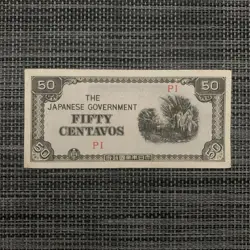 50 50
THE PI
JAPANESE GOVERNMENT
FIFTY
CENTAVOS
PI
50 50